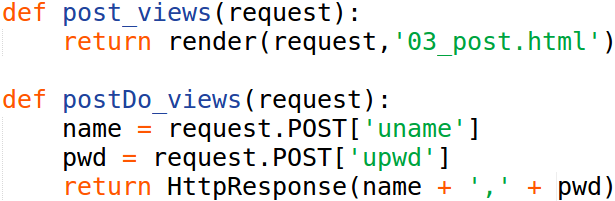 def post_views(request):
    return render(request,'03_post.html')

def postDo_views(request):
    name = request.POST['uname']
    pwd = request.POST['upwd']
    return HttpResponse(name + ',' + pwd)